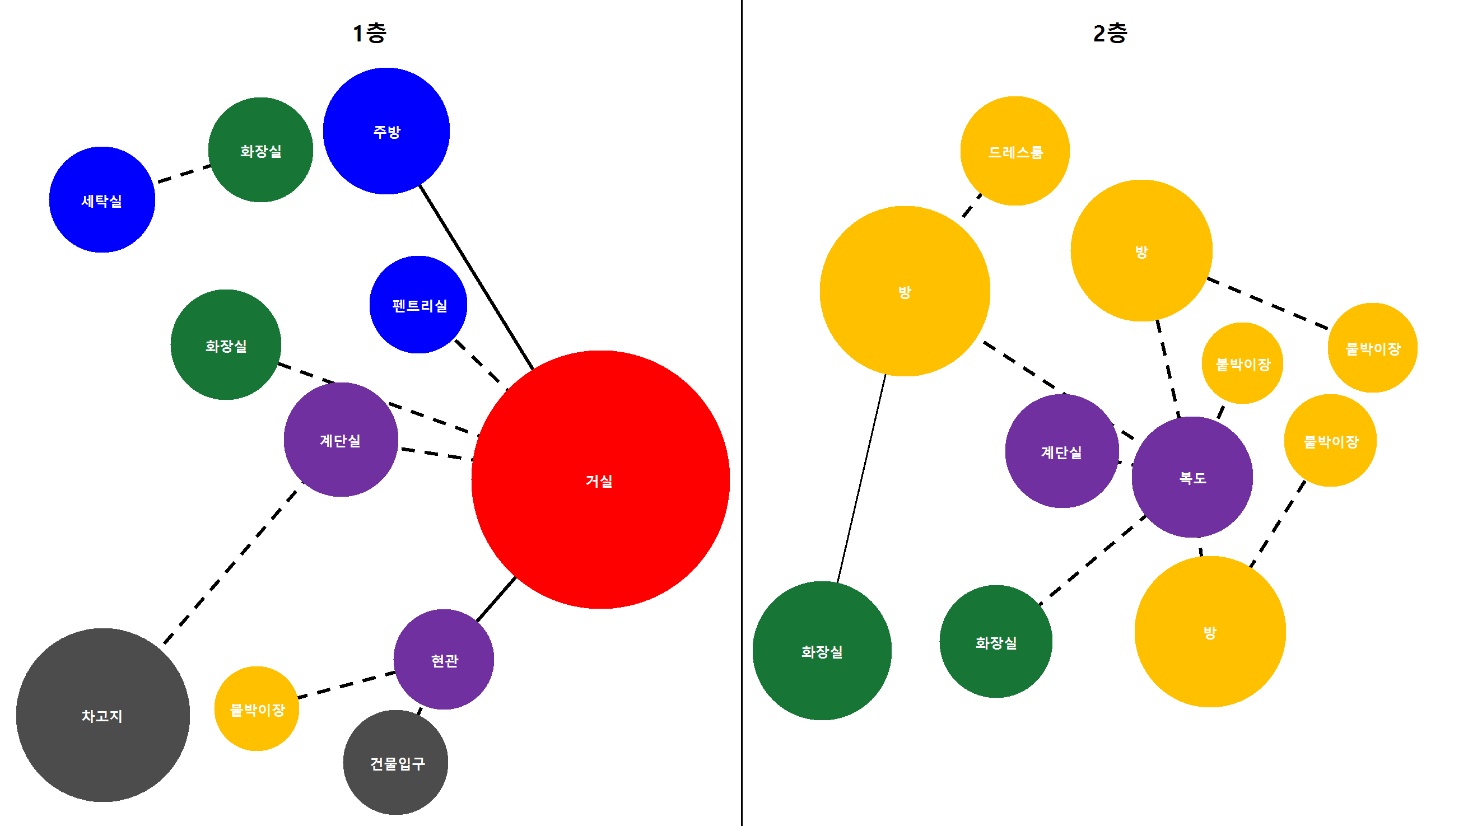 1층
주방
화장실
세탁실
펜트리실
화장실
계단실
거실
현관
붙박이장
차고지
건물입구
2층
드레스룸
방
방
붙박이장
붙박이장
붙박이장
계단실
복도
방
화장실
화장실